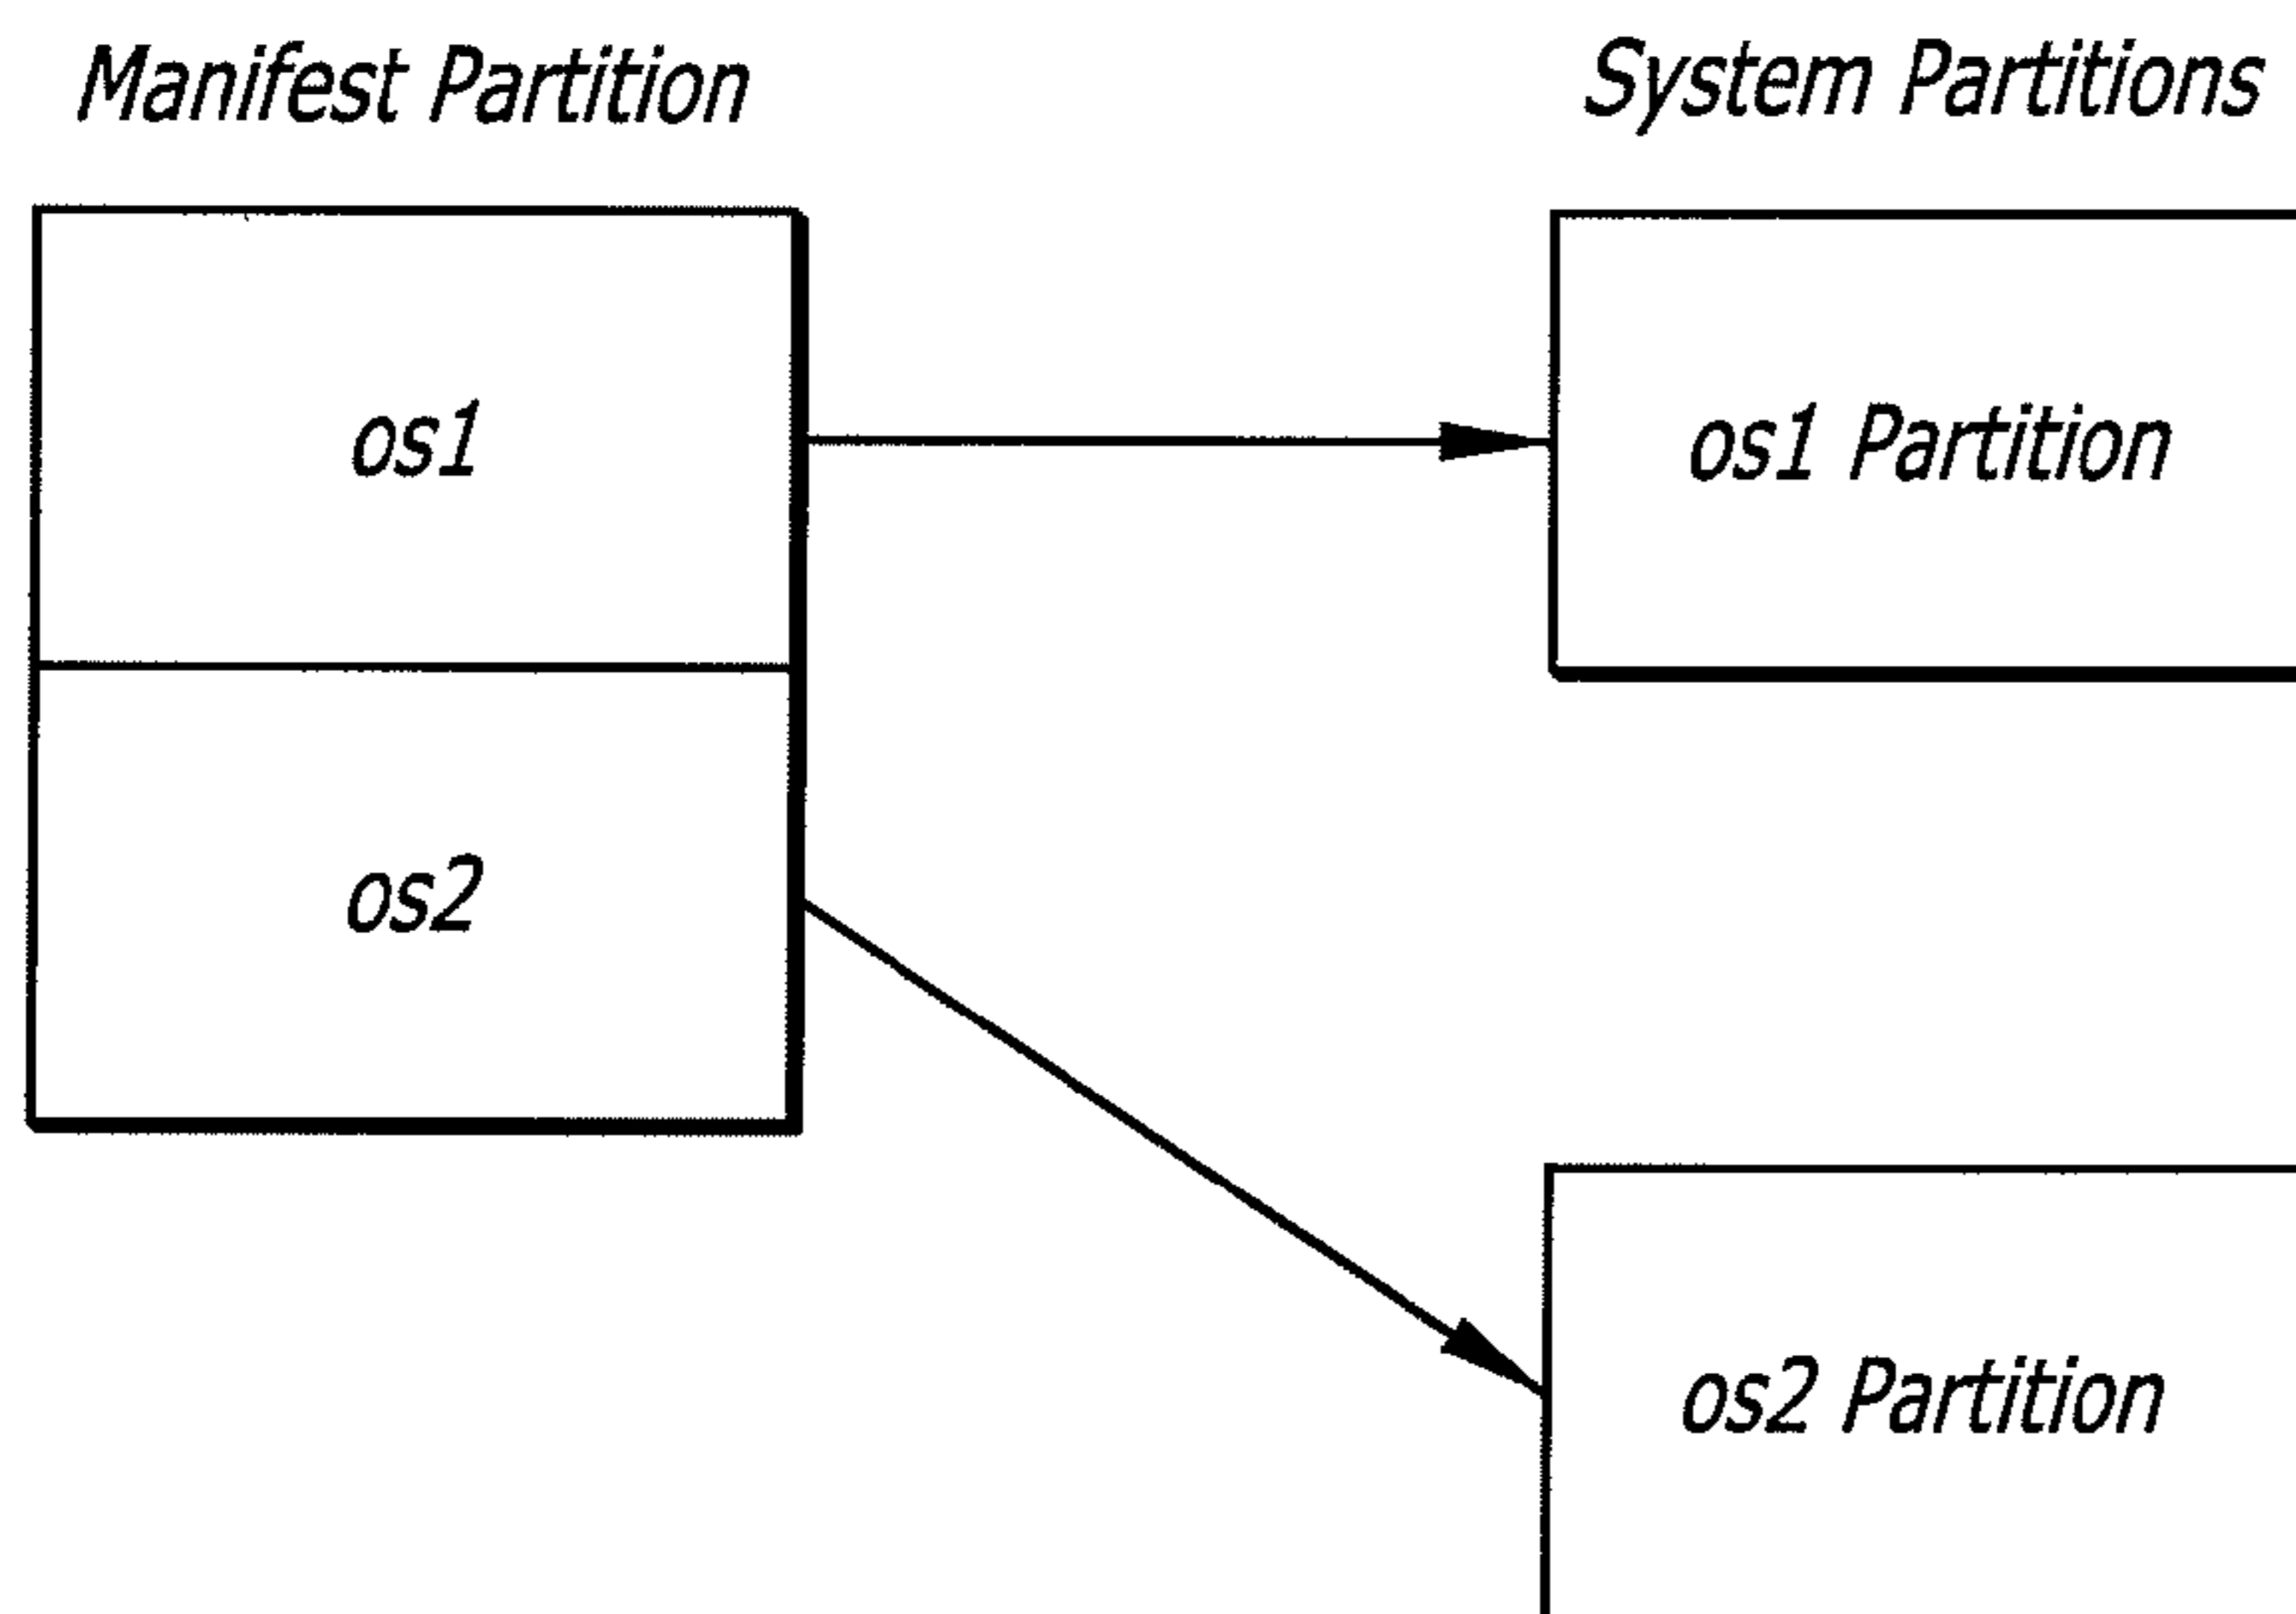 Manifest Partition
System Partitions
os1
os1 Partition
os2
os2 Partition